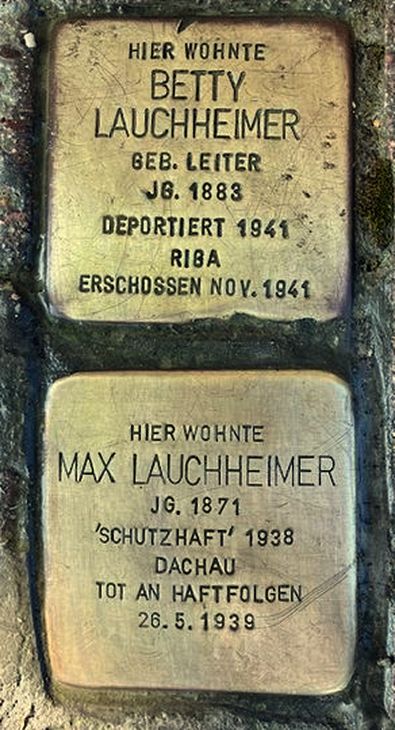 HIER WOHNTE
BETTY
LAUCHHEIMER
GEB. LEITER
JG. 1883
DEPORTIERT 1941
RIGA
ERSCHOSSEN NOV. 1941
HIER WOHNTE
MAX LAUCHHEIMER
JG. 1871
'SCHUTZHAFT' 1938
DACHAU
TOT AN HAFTFOLGEN
26.5.1939